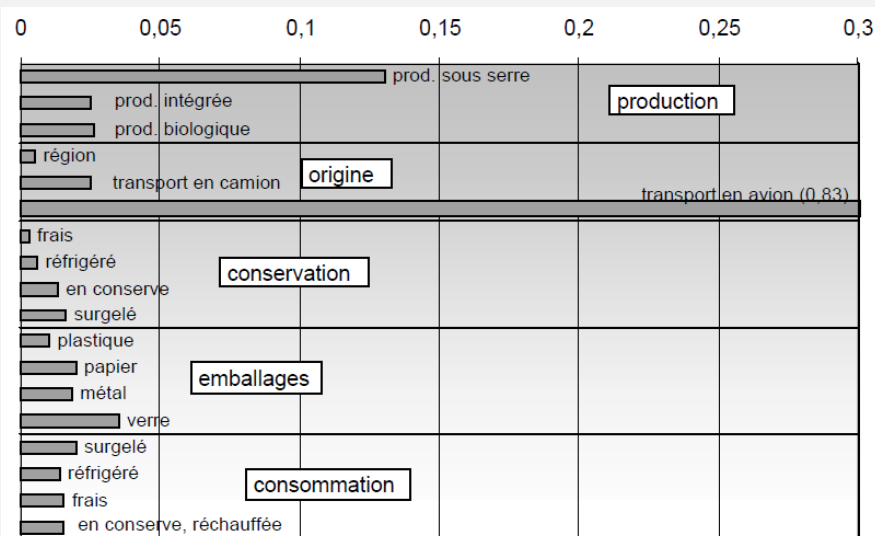 0 0,05 0,1 0,15 0,2 0,25 0,3
prod. sous serre
prod. intégrée
production
prod. biologique
région
transport en camion
origine
transport en avion (0,83)
frais
réfrigéré
conservation
en conserve
surgelé
plastique
papier
emballages
métal
verre
surgelé
réfrigéré
consommation
frais
en conserve, réchauffée